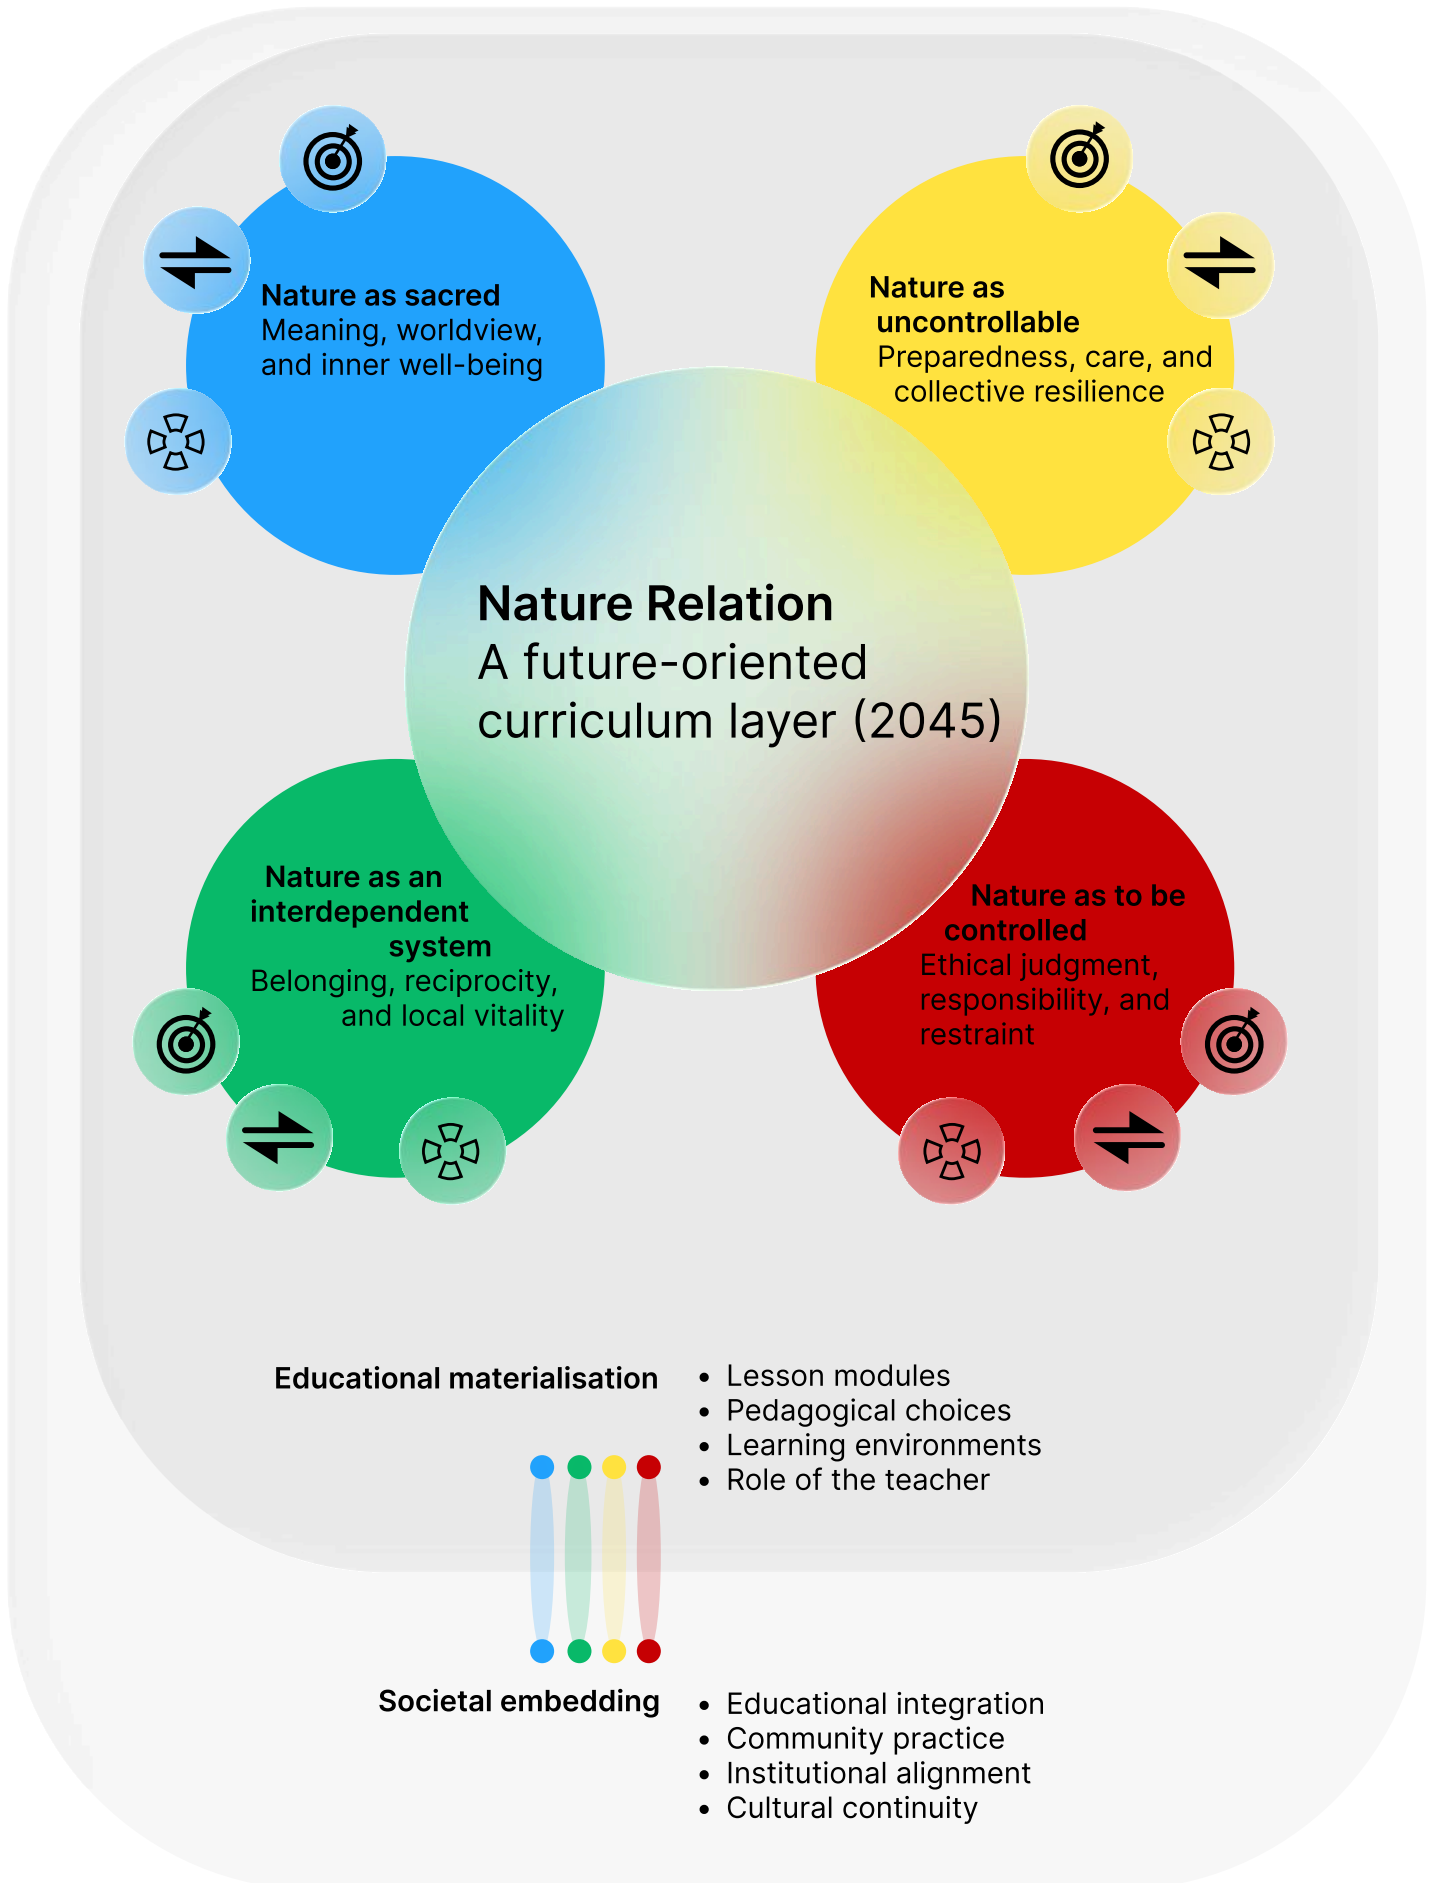 Nature as sacred
Meaning, worldview,
and inner well-being
Nature as
uncontrollable
Preparedness, care, and
collective resilience
Nature Relation
A future-oriented
curriculum layer (2045)
Nature as an
interdependent
system
Belonging, reciprocity,
and local vitality
Nature as to be
controlled
Ethical judgment,
responsibility, and
restraint
Educational materialisation
• Lesson modules
• Pedagogical choices
• Learning environments
• Role of the teacher
Societal embedding
• Educational integration
• Community practice
• Institutional alignment
• Cultural continuity